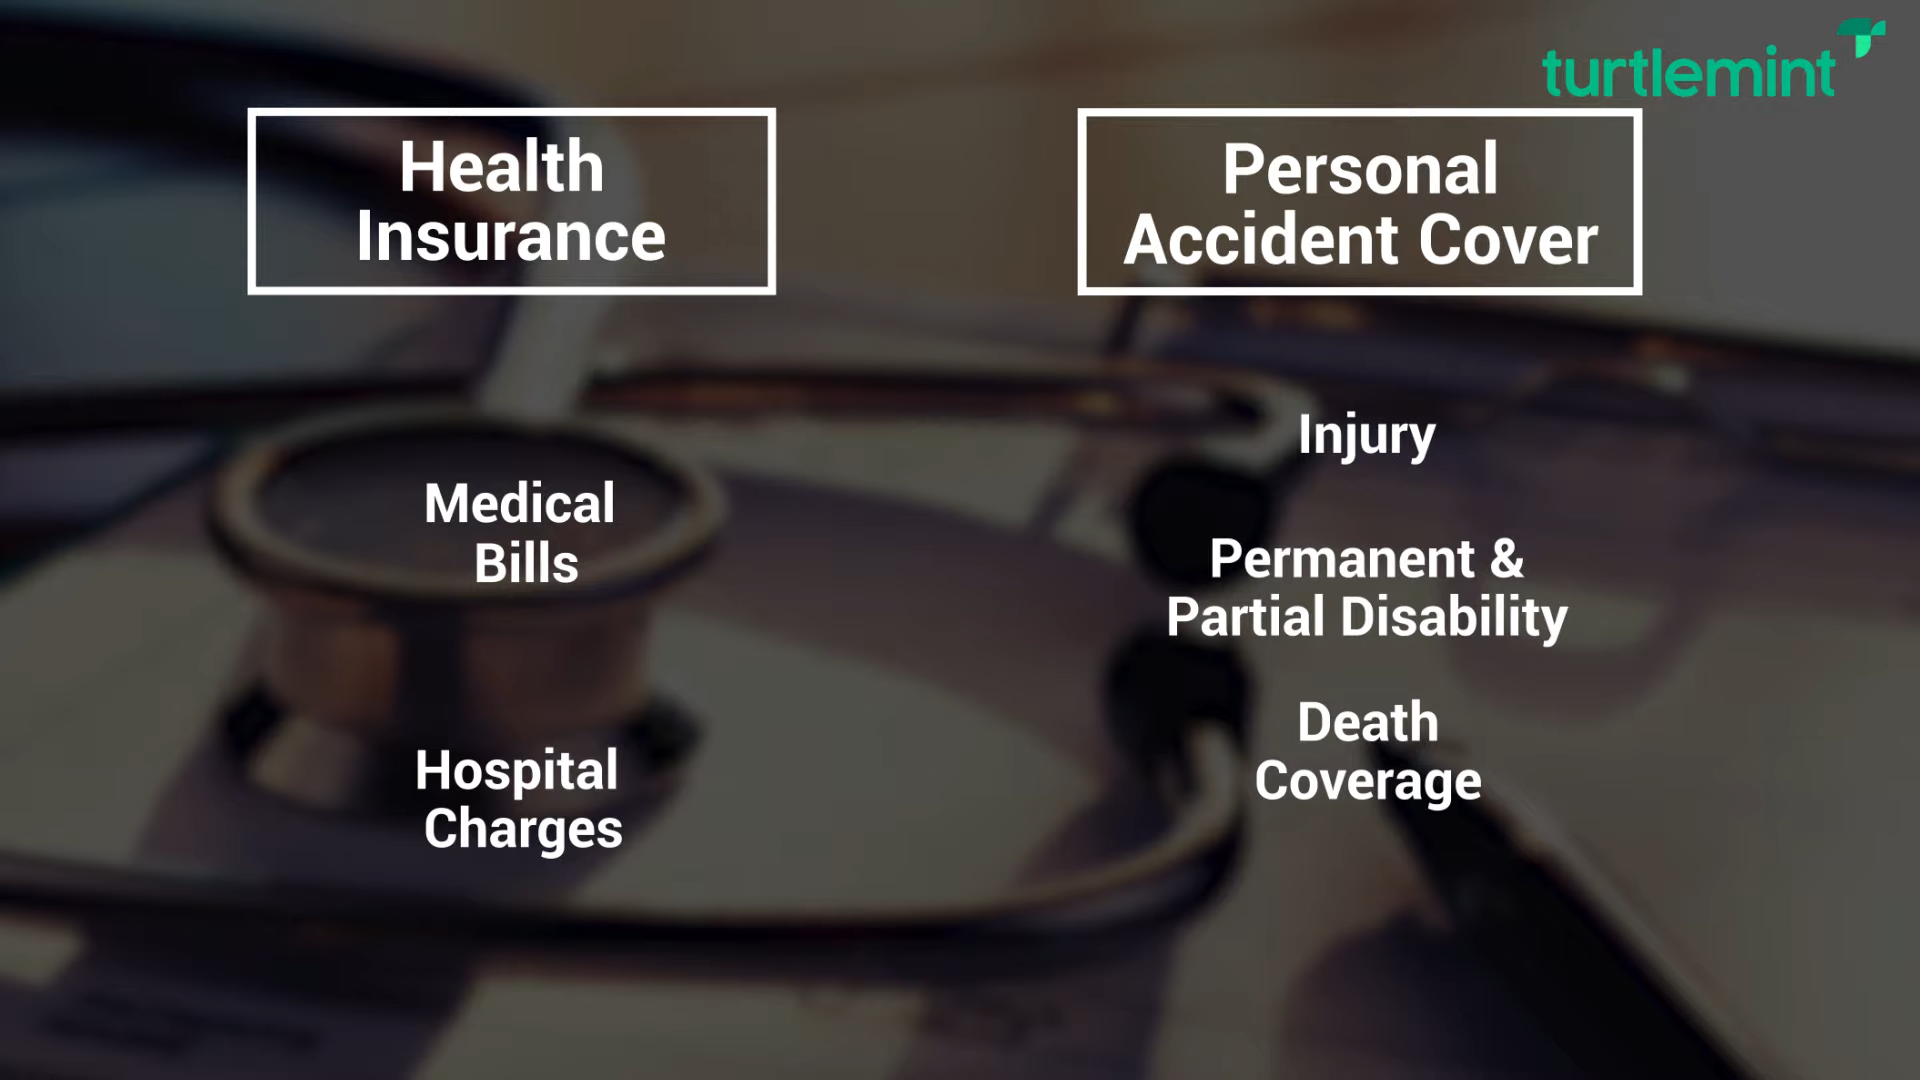 turtlemint
Health
Insurance
Medical
Bills
Hospital
Charges
Personal
Accident Cover
Injury
Permanent &
Partial Disability
Death
Coverage